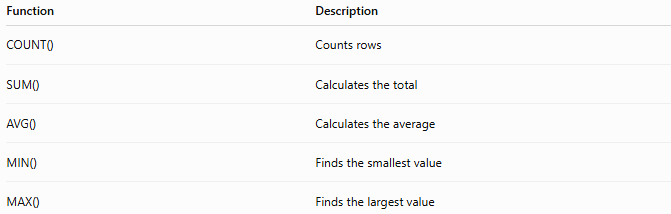 Function Description
COUNT() Counts rows
SUM() Calculates the total
AVG() Calculates the average
MIN() Finds the smallest value
MAX() Finds the largest value